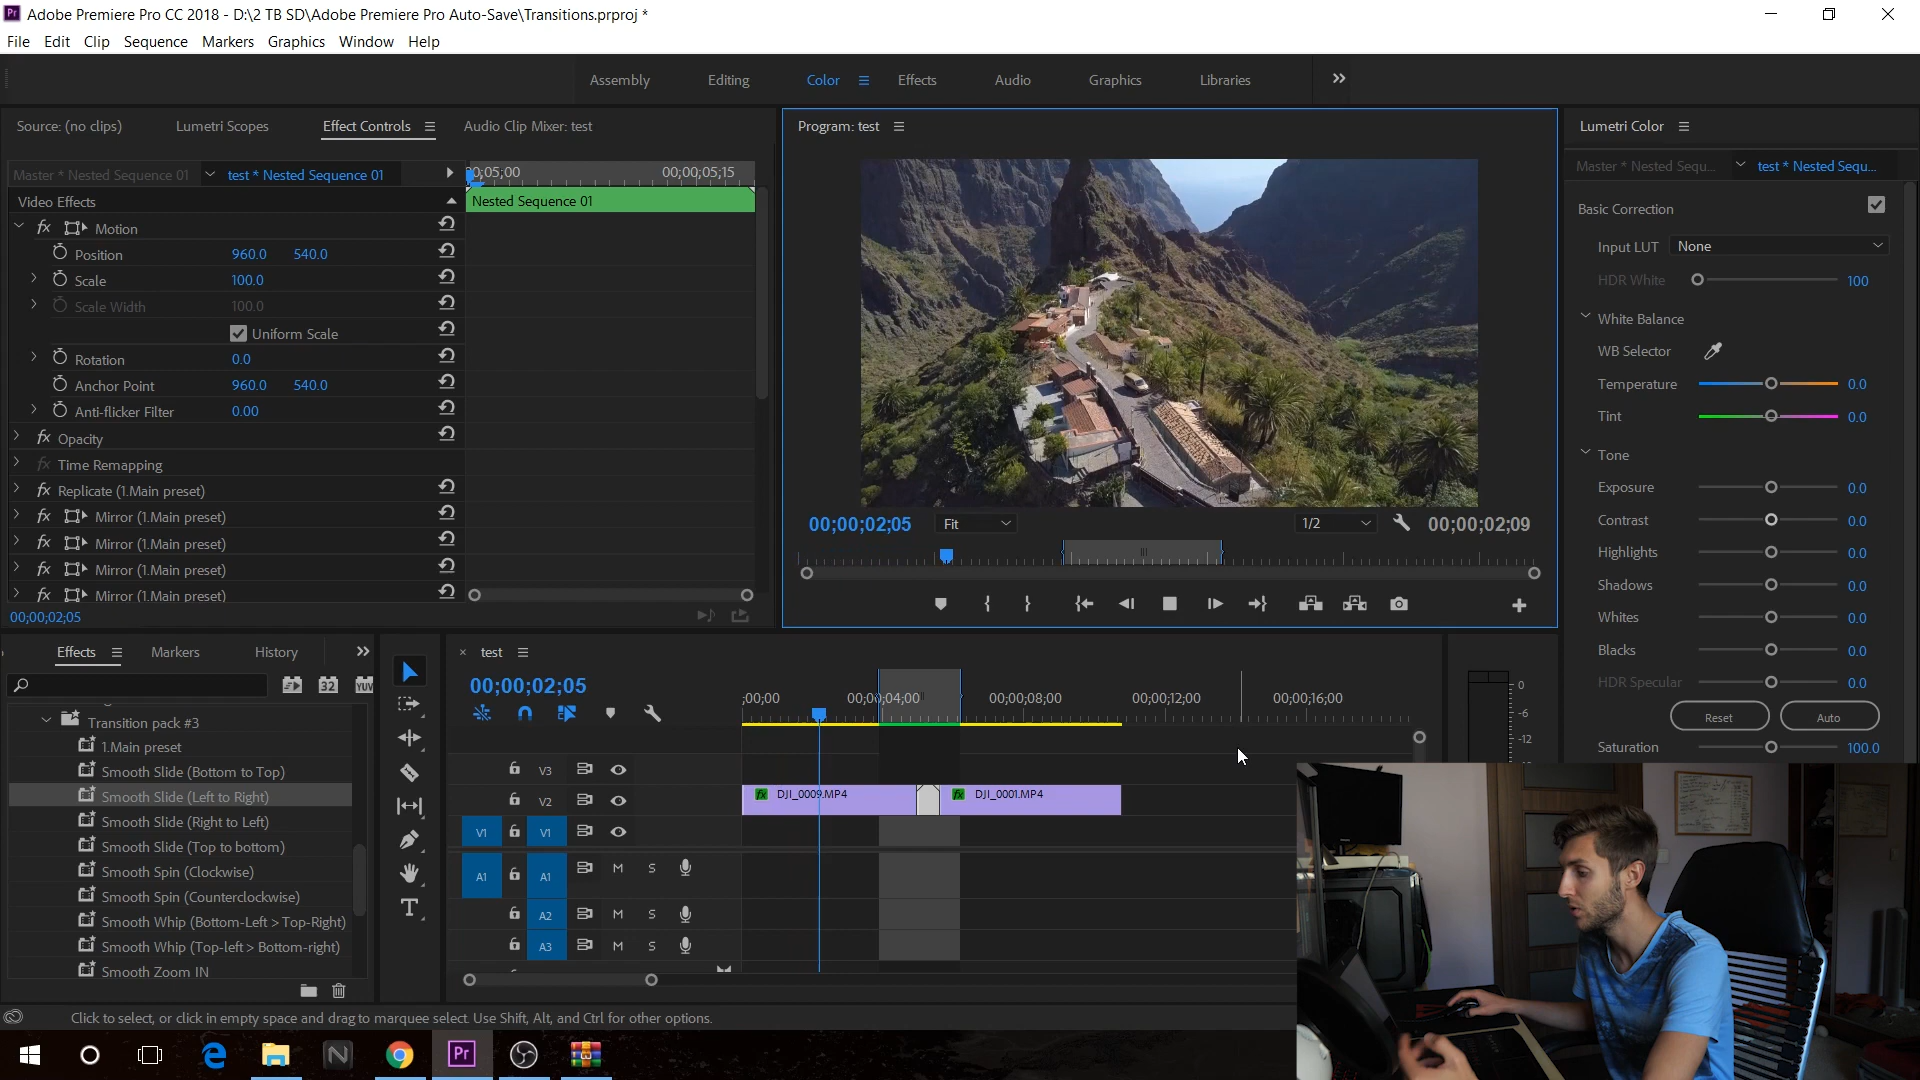 Pr Adobe Premiere Pro CC 2018 - D:\2 TB SD\Adobe Premiere Pro Auto-Save\Transitions.prproj *
File Edit Clip Sequence Markers Graphics Window Help
Assembly Editing Color Effects Audio Graphics Libraries
Source: (no clips) Lumetri Scopes Effect Controls Audio Clip Mixer: test
Master * Nested Sequence 01 test * Nested Sequence 01
00;05;00 00;00;05;15
Video Effects
Nested Sequence 01
fx Motion
Position 960.0 540.0
Scale 100.0
Scale Width 100.0
Uniform Scale
Rotation 0.0
Anchor Point 960.0 540.0
Anti-flicker Filter 0.00
fx Opacity
fx Time Remapping
fx Replicate (1.Main preset)
fx Mirror (1.Main preset)
fx Mirror (1.Main preset)
fx Mirror (1.Main preset)
fx Mirror (1.Main preset)
00;00;02;05
Program: test
00;00;02;05 Fit 1/2 00;00;02;09
Lumetri Color
Master * Nested Sequ... test * Nested Sequ...
Basic Correction
Input LUT None
HDR White 100
White Balance
WB Selector
Temperature 0.0
Tint 0.0
Tone
Exposure 0.0
Contrast 0.0
Highlights 0.0
Shadows 0.0
Whites 0.0
Blacks 0.0
HDR Specular 0.0
Reset Auto
Saturation 100.0
Effects Markers History
32 YUV
Transition pack #3
1.Main preset
Smooth Slide (Bottom to Top)
Smooth Slide (Left to Right)
Smooth Slide (Right to Left)
Smooth Slide (Top to bottom)
Smooth Spin (Clockwise)
Smooth Spin (Counterclockwise)
Smooth Whip (Bottom-Left > Top-Right)
Smooth Whip (Top-left > Bottom-right)
Smooth Zoom IN
T
× test
00;00;02;05
;00;00 00;00;04;00 00;00;08;00 00;00;12;00 00;00;16;00
V3
V2 fx DJI_0009.MP4 fx DJI_0001.MP4
V1 V1
A1 A1 M S
A2 M S
A3 M S
0
-6
-12
Click to select, or click in empty space and drag to marquee select. Use Shift, Alt, and Ctrl for other options.
Pr